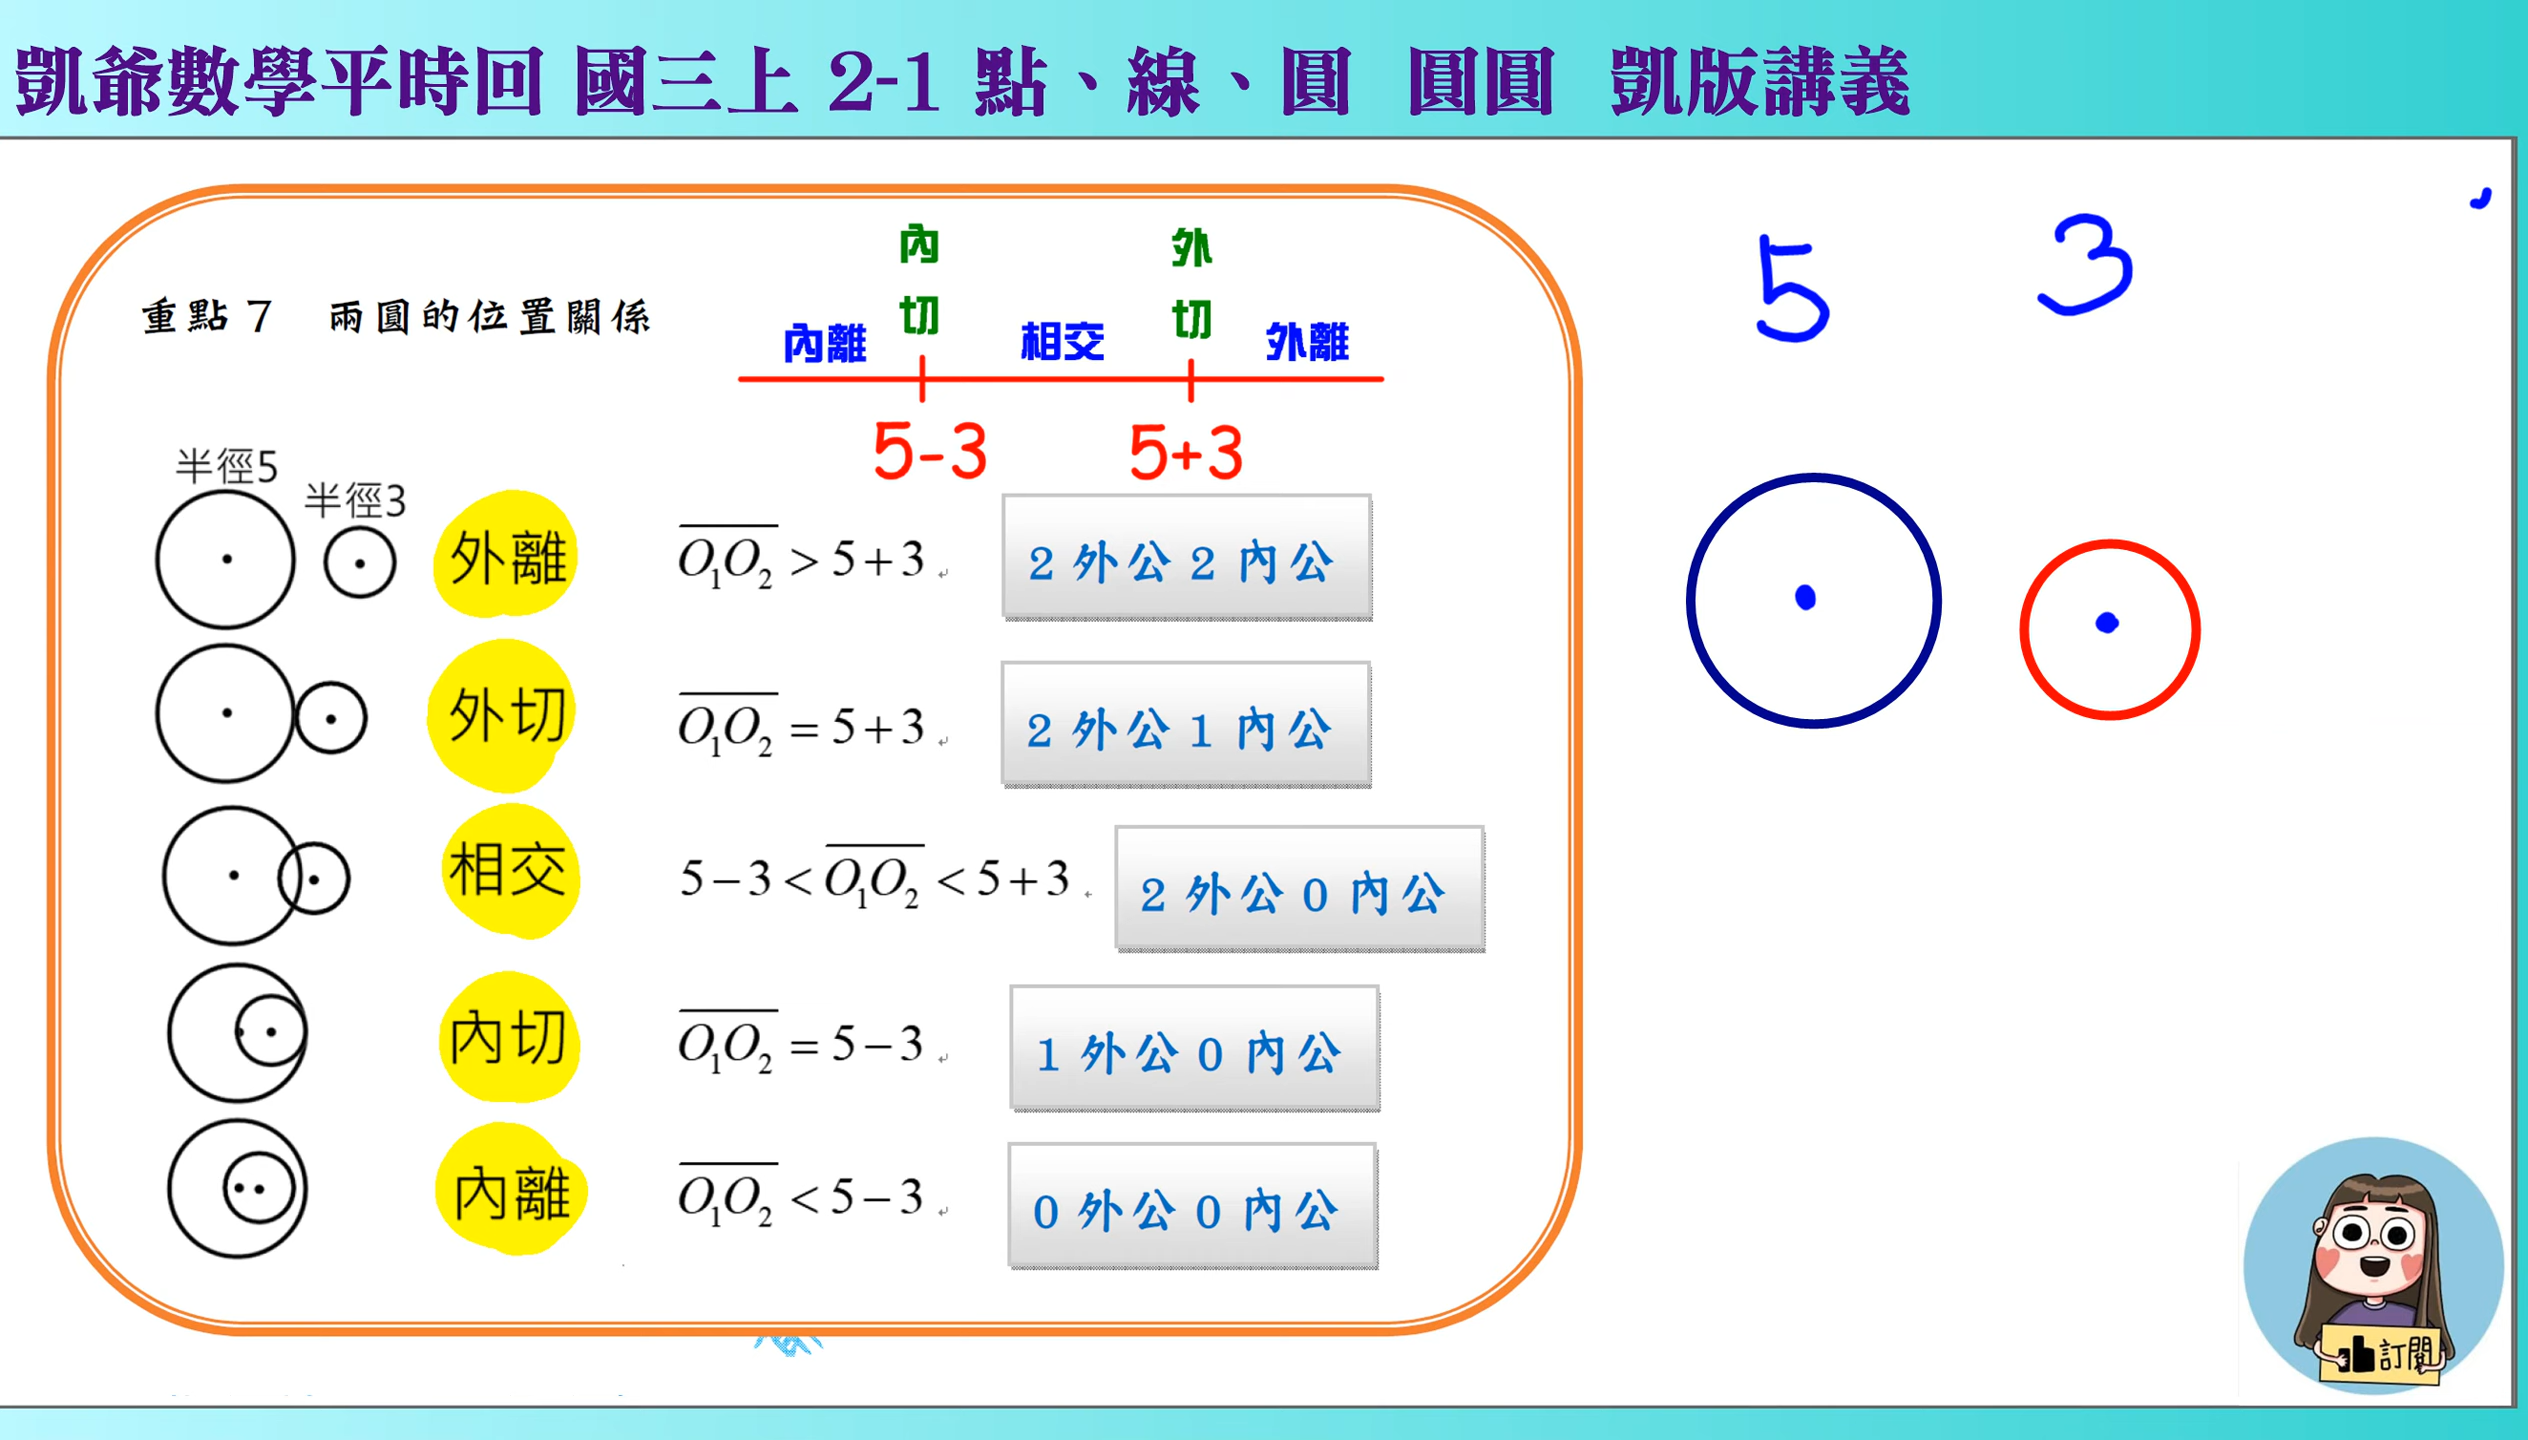 凱爺數學平時回 國三上 2-1 點、線、圓 圓圓 凱版講義
重點 7 兩圓的位置關係
內切
外切
內離
相交
外離
5-3
5+3
5
3
半徑5
半徑3
外離
O₁O₂ > 5+3
2 外公 2 內公
外切
O₁O₂ = 5+3
2 外公 1 內公
相交
5-3 < O₁O₂ < 5+3
2 外公 0 內公
內切
O₁O₂ = 5-3
1 外公 0 內公
內離
O₁O₂ < 5-3
0 外公 0 內公
訂閱